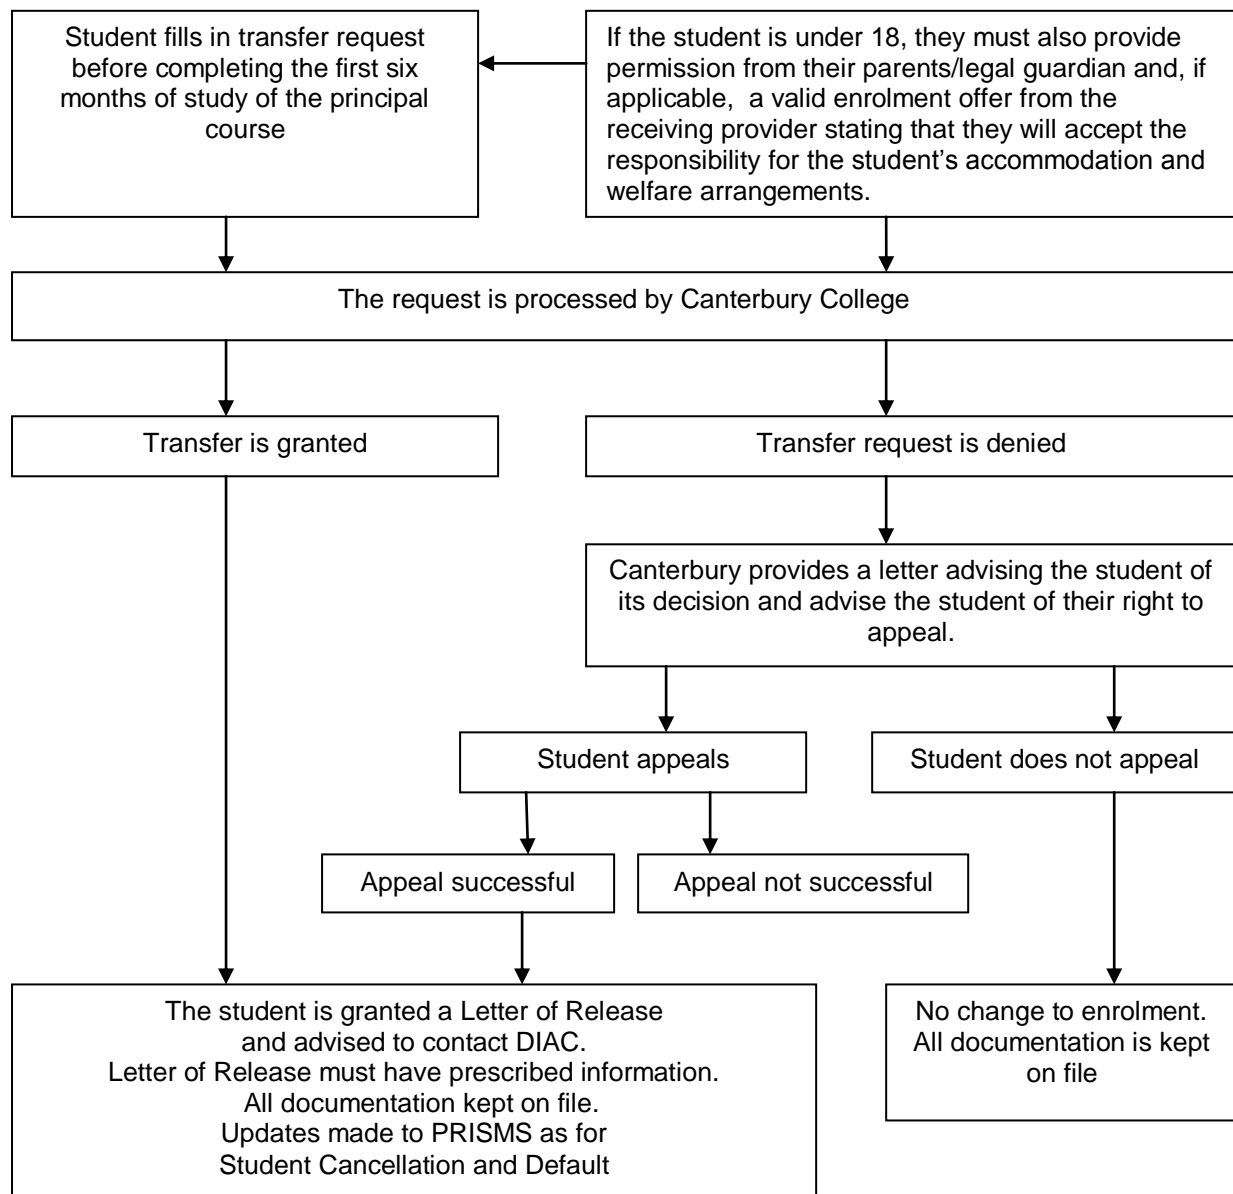 Student fills in transfer request
before completing the first six
months of study of the principal
course
If the student is under 18, they must also provide
permission from their parents/legal guardian and, if
applicable,  a valid enrolment offer from the
receiving provider stating that they will accept the
responsibility for the student’s accommodation and
welfare arrangements.
The request is processed by Canterbury College
Transfer is granted
Transfer request is denied
Canterbury provides a letter advising the student of
its decision and advise the student of their right to
appeal.
Student appeals
Student does not appeal
Appeal successful
Appeal not successful
The student is granted a Letter of Release
and advised to contact DIAC.
Letter of Release must have prescribed information.
All documentation kept on file.
Updates made to PRISMS as for
Student Cancellation and Default
No change to enrolment.
All documentation is kept
on file